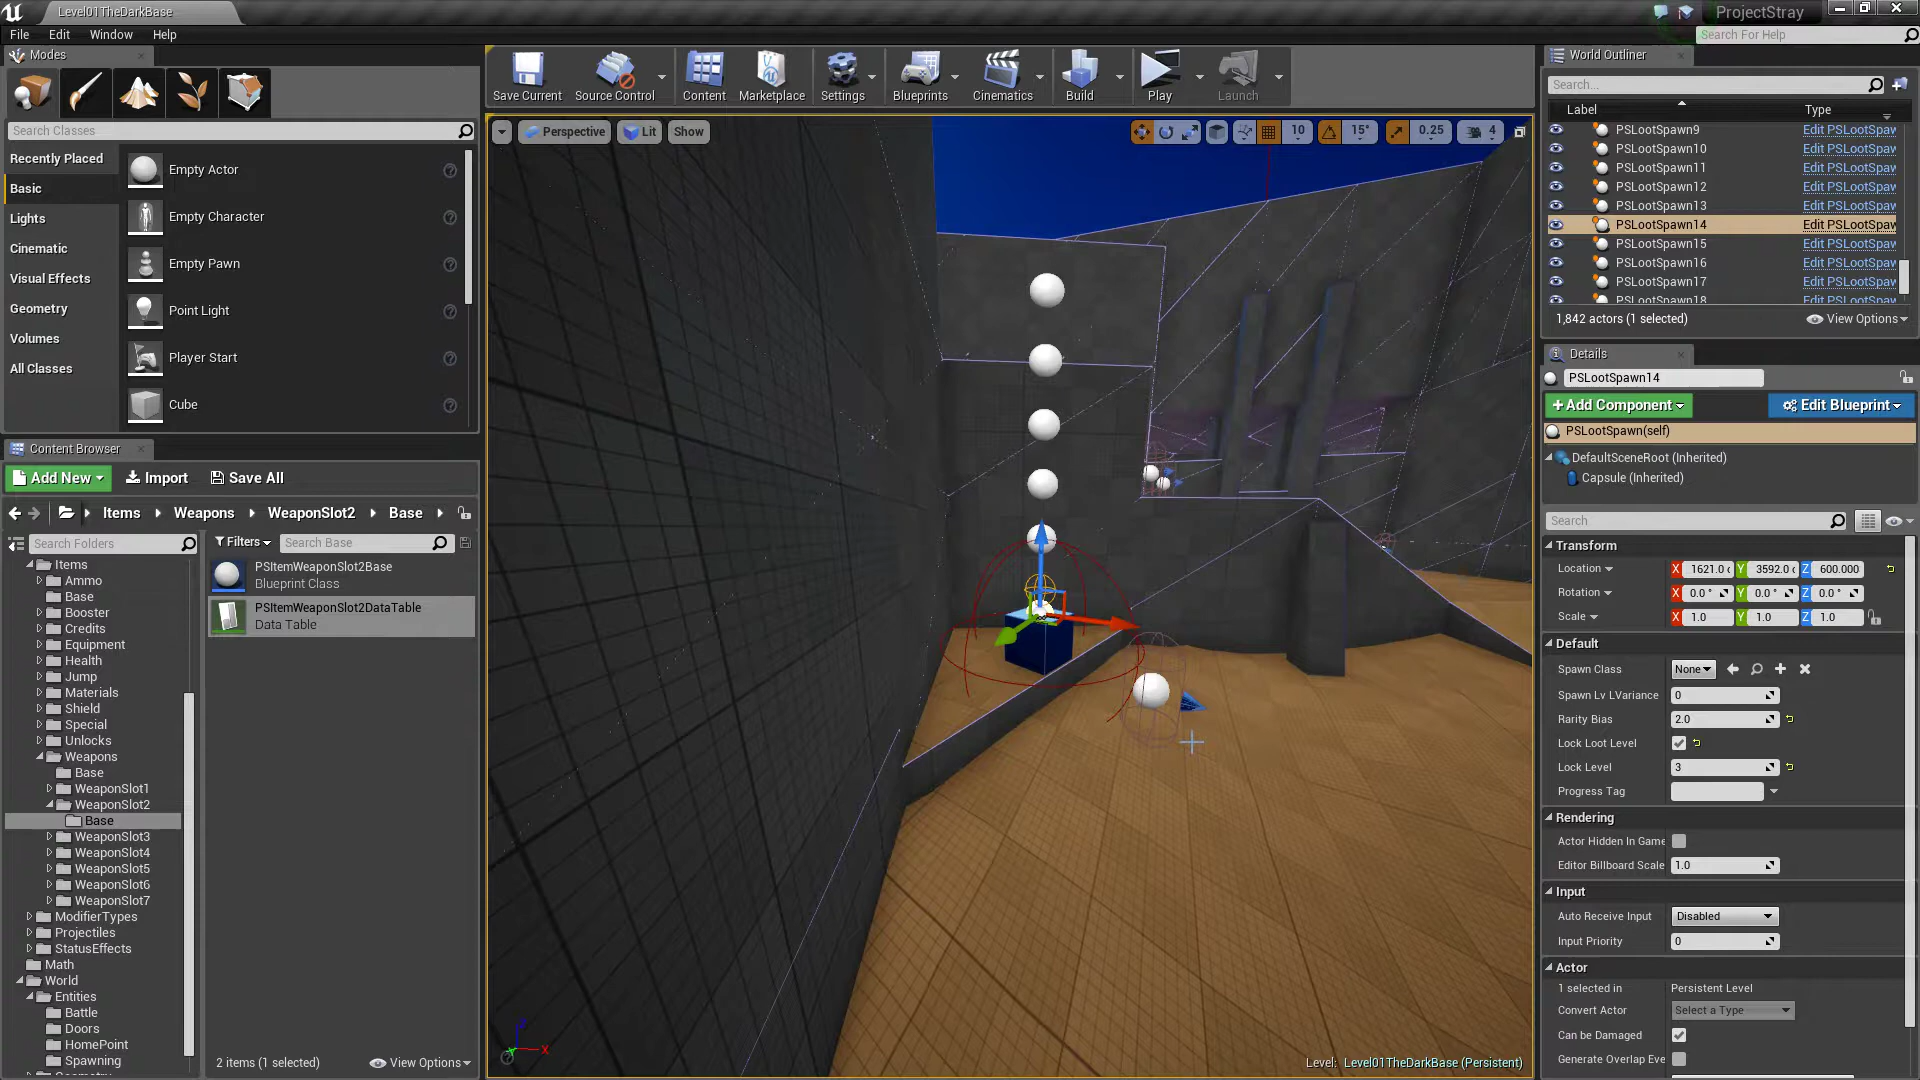 Level01TheDarkBase
ProjectStray
File Edit Window Help
Search For Help
Modes
Search Classes
Recently Placed
Basic
Lights
Cinematic
Visual Effects
Geometry
Volumes
All Classes
Empty Actor
Empty Character
Empty Pawn
Point Light
Player Start
Cube
Save Current
Source Control
Content
Marketplace
Settings
Blueprints
Cinematics
Build
Play
Launch
Perspective
Lit
Show
10
15°
0.25
4
Content Browser
Add New
Import
Save All
Items Weapons WeaponSlot2 Base
Search Folders
Items
Ammo
Base
Booster
Credits
Equipment
Health
Jump
Materials
Shield
Special
Unlocks
Weapons
Base
WeaponSlot1
WeaponSlot2
Base
WeaponSlot3
WeaponSlot4
WeaponSlot5
WeaponSlot6
WeaponSlot7
ModifierTypes
Projectiles
StatusEffects
Math
World
Entities
Battle
Doors
HomePoint
Spawning
Filters
Search Base
PSItemWeaponSlot2Base
Blueprint Class
PSItemWeaponSlot2DataTable
Data Table
2 items (1 selected)
View Options
X
Level: Level01TheDarkBase (Persistent)
World Outliner
Search...
Label Type
PSLootSpawn9 Edit PSLootSpaw
PSLootSpawn10 Edit PSLootSpaw
PSLootSpawn11 Edit PSLootSpaw
PSLootSpawn12 Edit PSLootSpaw
PSLootSpawn13 Edit PSLootSpaw
PSLootSpawn14 Edit PSLootSpaw
PSLootSpawn15 Edit PSLootSpaw
PSLootSpawn16 Edit PSLootSpaw
PSLootSpawn17 Edit PSLootSpaw
PSLootSpawn18 Edit PSLootSpaw
1,842 actors (1 selected)
View Options
Details
PSLootSpawn14
+ Add Component
Edit Blueprint
PSLootSpawn(self)
DefaultSceneRoot (Inherited)
Capsule (Inherited)
Search
Transform
Location X 1621.0 c Y 3592.0 c Z 600.000
Rotation X 0.0 ° Y 0.0 ° Z 0.0 °
Scale X 1.0 Y 1.0 Z 1.0
Default
Spawn Class None
Spawn Lv LVariance 0
Rarity Bias 2.0
Lock Loot Level
Lock Level 3
Progress Tag
Rendering
Actor Hidden In Game
Editor Billboard Scale 1.0
Input
Auto Receive Input Disabled
Input Priority 0
Actor
1 selected in Persistent Level
Convert Actor Select a Type
Can be Damaged
Generate Overlap Eve